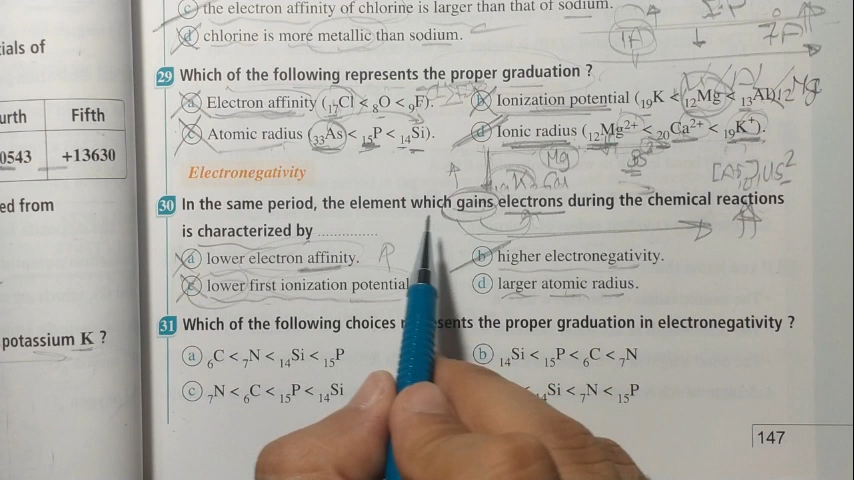 c the electron affinity of chlorine is larger than that of sodium.
d chlorine is more metallic than sodium.
1A
7A
ials of
urth Fifth
0543 +13630
ed from
potassium K ?
29 Which of the following represents the proper graduation ?
a Electron affinity (₁₇Cl < ₈O < ₉F).
b Ionization potential (₁₉K < ₁₂Mg < ₁₃Al).
12Mg
c Atomic radius (₃₃As < ₁₅P < ₁₄Si).
d Ionic radius (₁₂Mg²⁺ < ₂₀Ca²⁺ < ₁₉K⁺).
Mg
Electronegativity
30 In the same period, the element which gains electrons during the chemical reactions
is characterized by ...............
a lower electron affinity.
b higher electronegativity.
c lower first ionization potential
d larger atomic radius.
31 Which of the following choices sents the proper graduation in electronegativity ?
a ₆C < ₇N < ₁₄Si < ₁₅P
b ₁₄Si < ₁₅P < ₆C < ₇N
c ₇N < ₆C < ₁₅P < ₁₄Si
Si < ₇N < ₁₅P
147